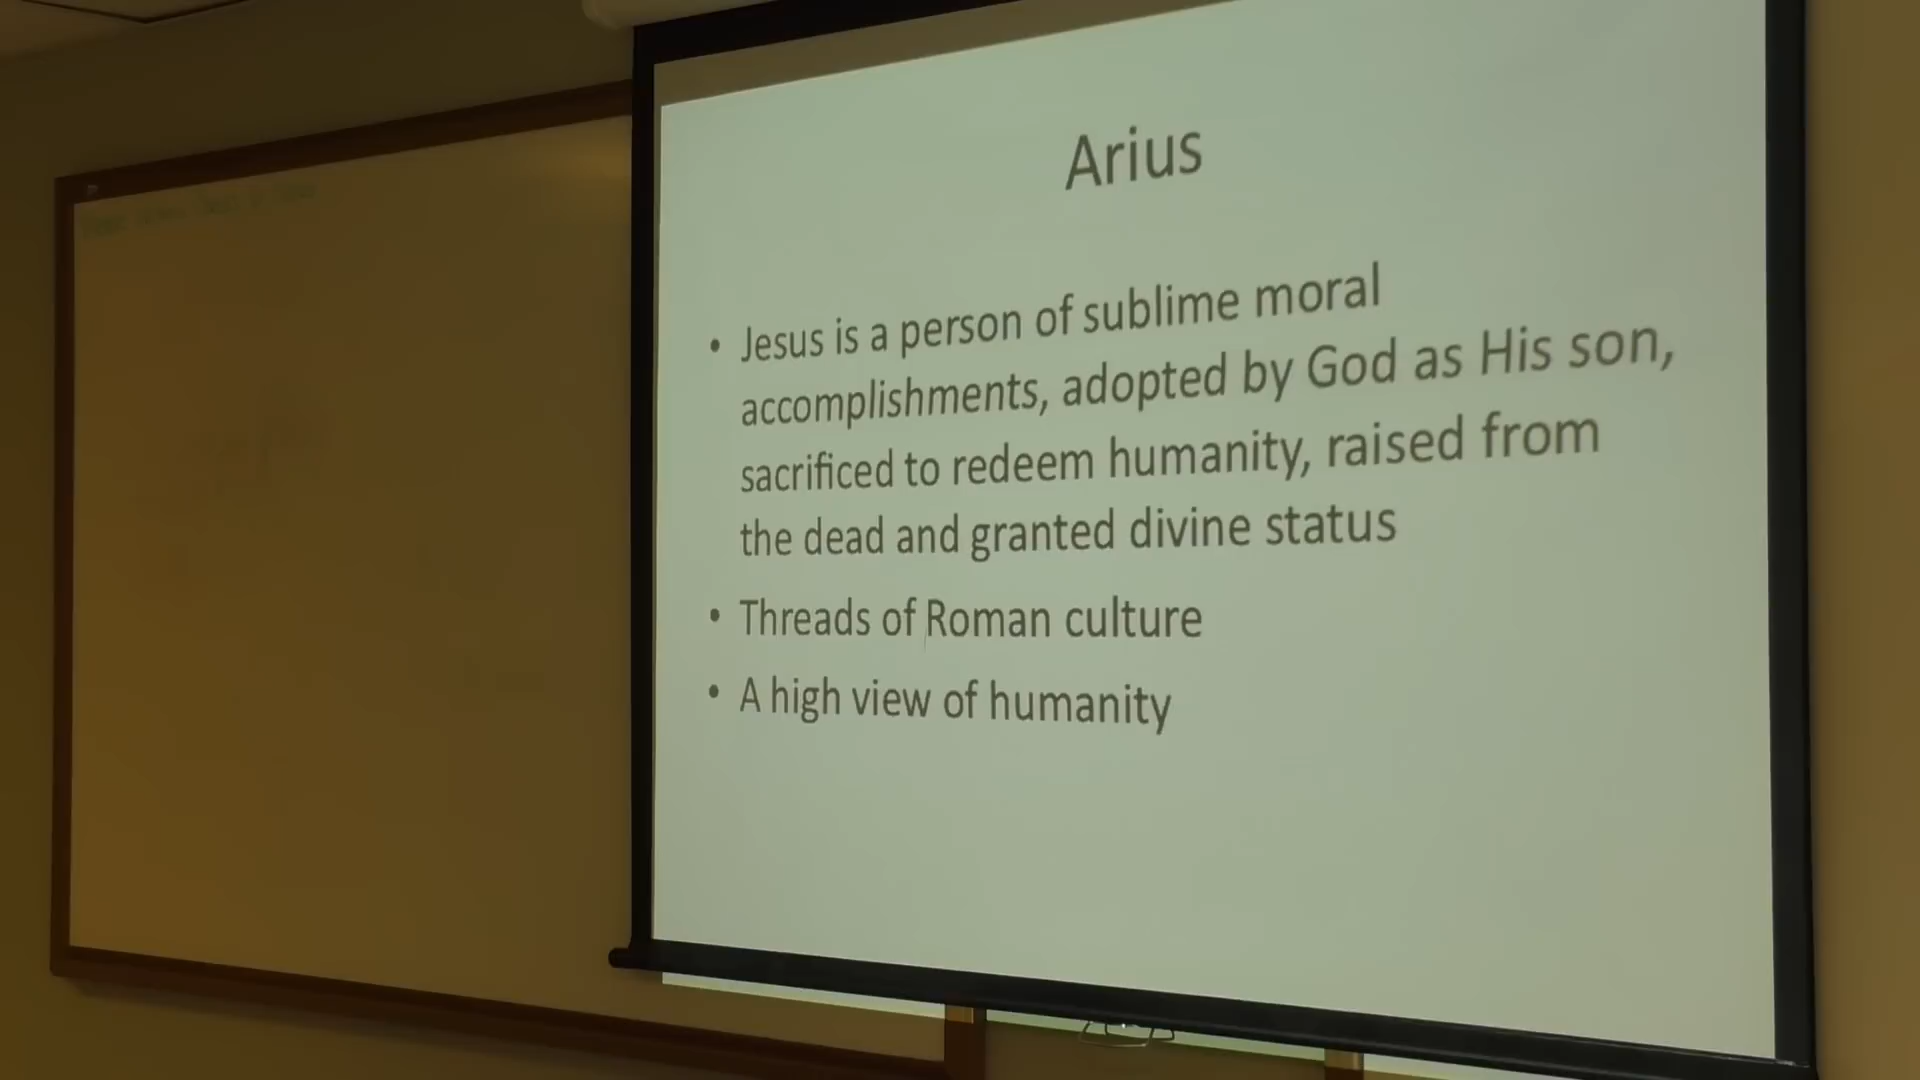 Arius
• Jesus is a person of sublime moral
accomplishments, adopted by God as His son,
sacrificed to redeem humanity, raised from
the dead and granted divine status
• Threads of Roman culture
• A high view of humanity